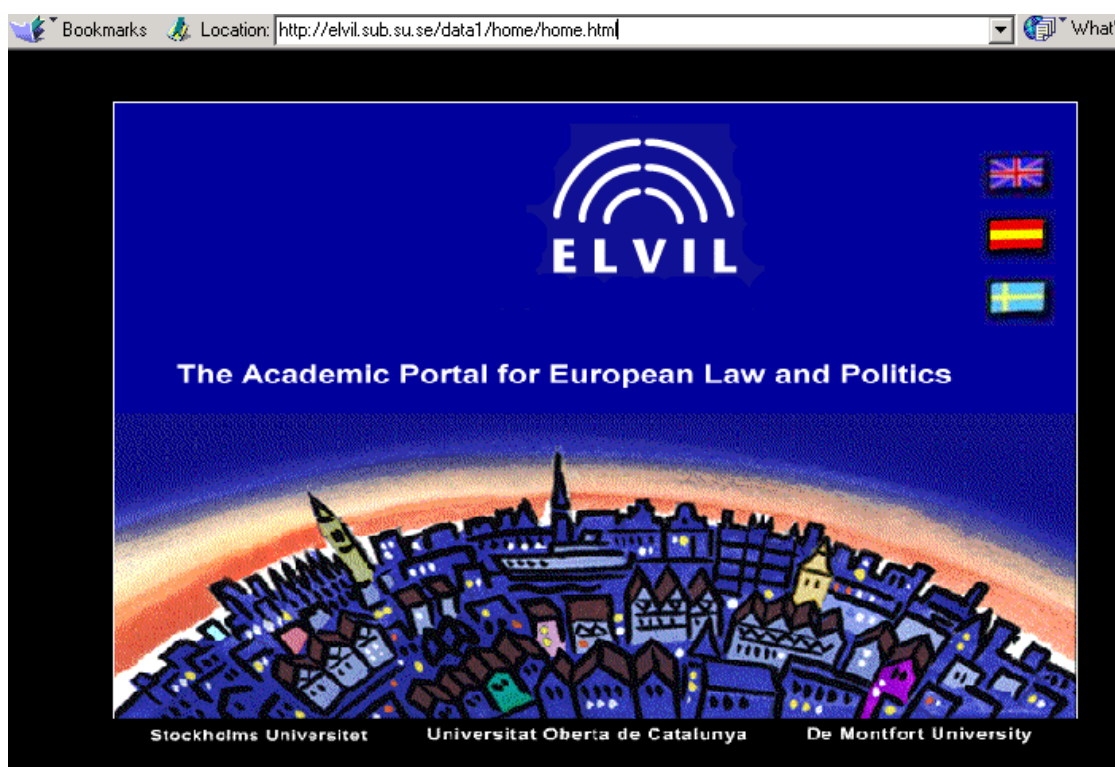 Bookmarks Location: http://elvil.sub.su.se/data1/home/home.html What'
ELVIL
The Academic Portal for European Law and Politics
Stockholms Universitet Universitat Oberta de Catalunya De Montfort University